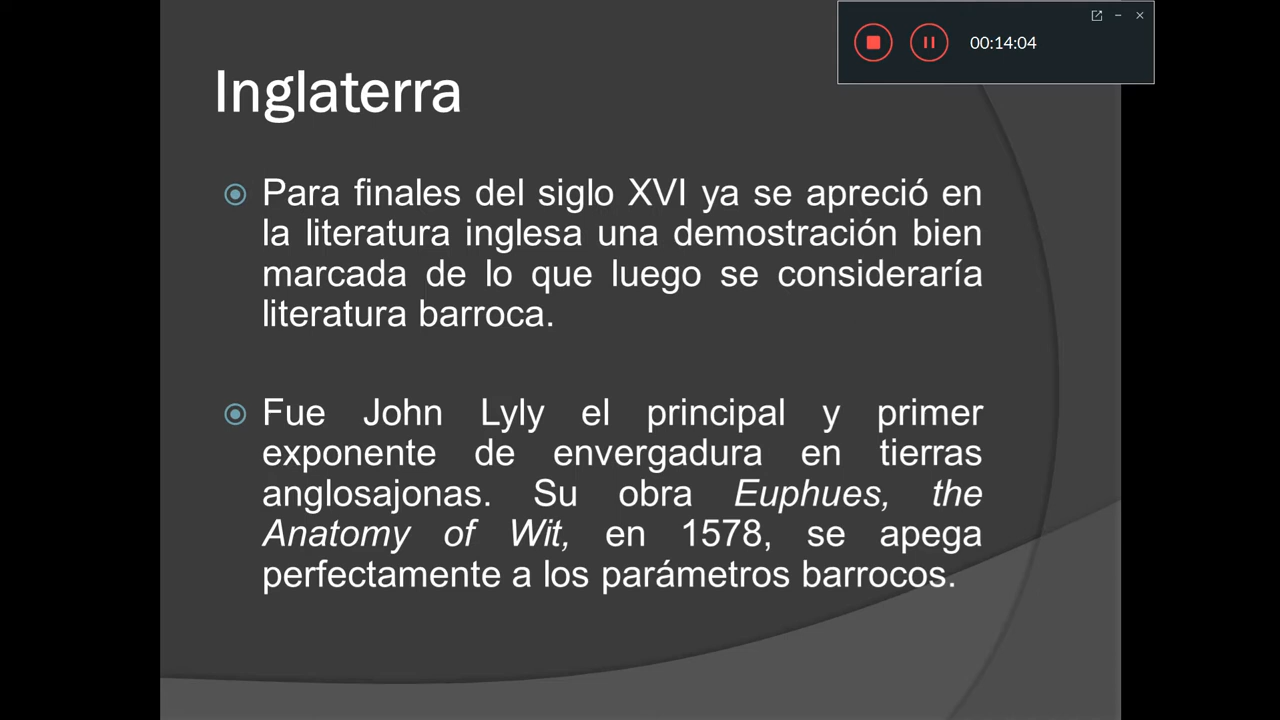 00:14:04
Inglaterra
Para finales del siglo XVI ya se apreció en
la literatura inglesa una demostración bien
marcada de lo que luego se consideraría
literatura barroca.
Fue John Lyly el principal y primer
exponente de envergadura en tierras
anglosajonas. Su obra Euphues, the
Anatomy of Wit, en 1578, se apega
perfectamente a los parámetros barrocos.